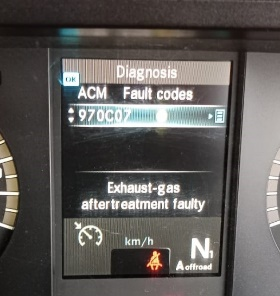 Diagnosis
OK
ACM Fault codes
970C07
Exhaust-gas
aftertreatment faulty
km/h
N1
A offroad